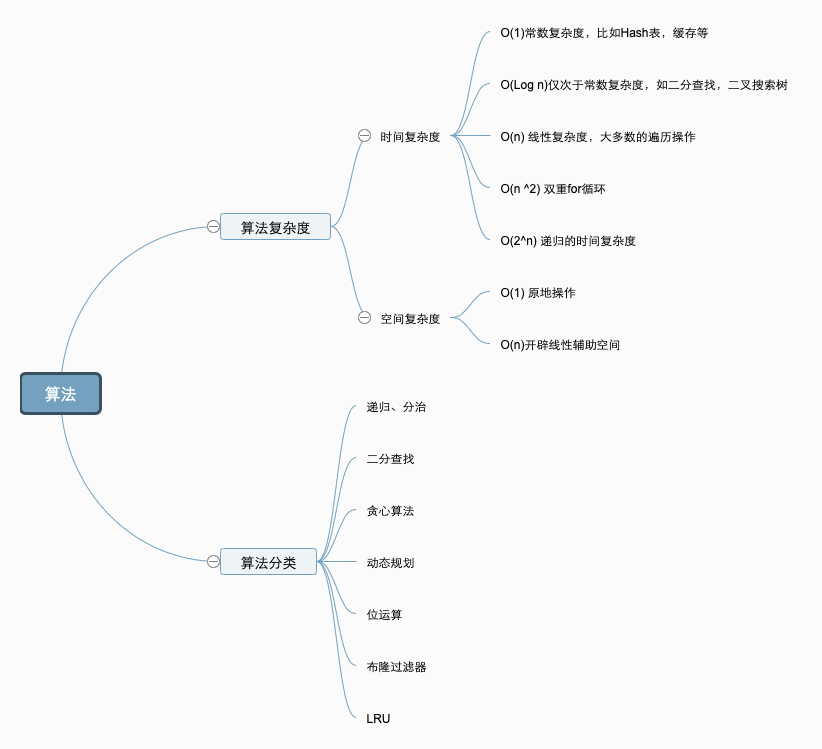 算法
算法复杂度
时间复杂度
O(1)常数复杂度，比如Hash表，缓存等
O(Log n)仅次于常数复杂度，如二分查找，二叉搜索树
O(n) 线性复杂度，大多数的遍历操作
O(n ^2) 双重for循环
O(2^n) 递归的时间复杂度
空间复杂度
O(1) 原地操作
O(n)开辟线性辅助空间
算法分类
递归、分治
二分查找
贪心算法
动态规划
位运算
布隆过滤器
LRU